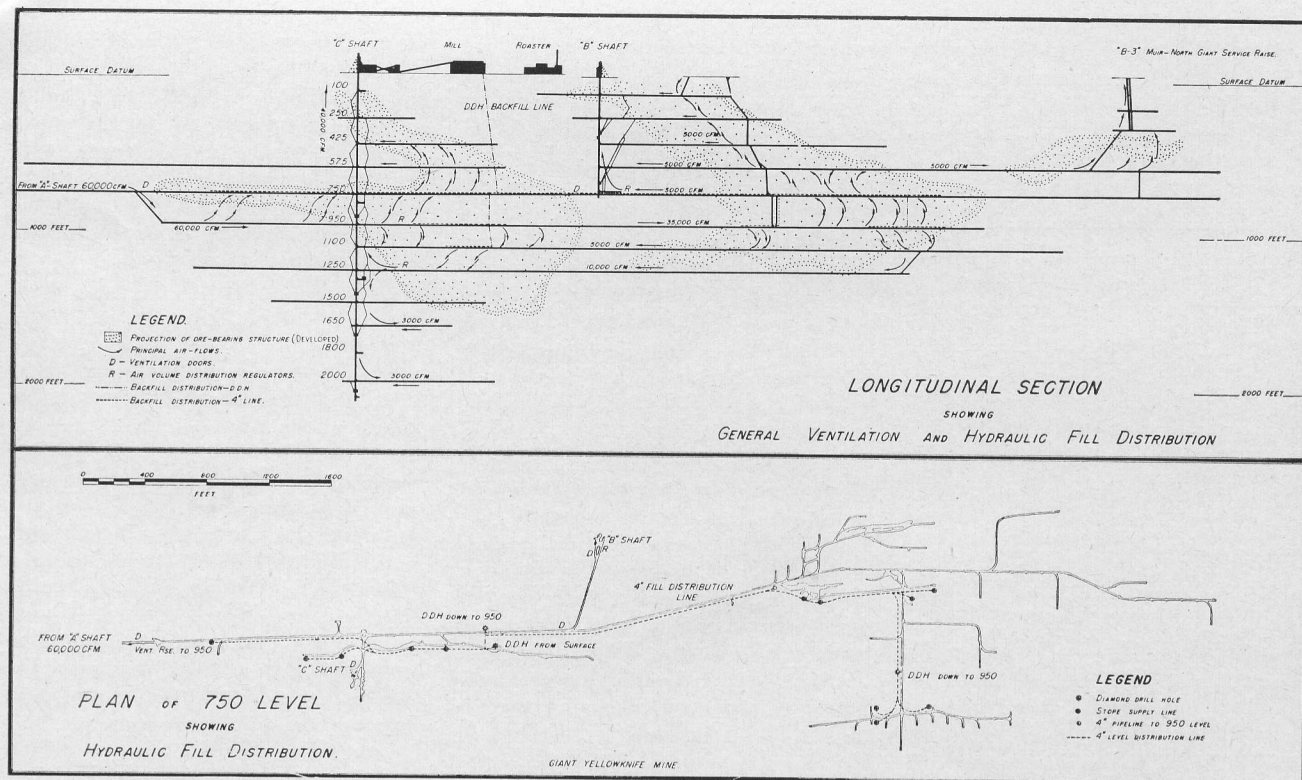 "C" SHAFT
MILL
ROASTER
"B" SHAFT
"B-3" MUIR-NORTH GIANT SERVICE RAISE.
SURFACE DATUM
SURFACE DATUM
100
DDH BACKFILL LINE
250
425
5000 CFM
575
5000 CFM
5000 CFM
FROM "A" SHAFT 60,000 CFM
D
750
D
R
5000 CFM
950
R
35,000 CFM
60,000 CFM
1000 FEET
1000 FEET
1100
5000 CFM
1250
R
10,000 CFM
1500
1650
3000 CFM
1800
2000
3000 CFM
2000 FEET
2000 FEET
LEGEND.
PROJECTION OF ORE-BEARING STRUCTURE (DEVELOPED)
PRINCIPAL AIR-FLOWS.
D - VENTILATION DOORS.
R - AIR VOLUME DISTRIBUTION REGULATORS.
BACKFILL DISTRIBUTION - D.D.H
BACKFILL DISTRIBUTION - 4" LINE.
LONGITUDINAL SECTION
SHOWING
GENERAL VENTILATION AND HYDRAULIC FILL DISTRIBUTION
0 400 800 1200 1600
FEET
"B" SHAFT
D
R
4" FILL DISTRIBUTION
LINE
D.D.H DOWN TO 950
D
FROM "A" SHAFT
60,000 CFM
D
VENT RSE. TO 950
D.D.H FROM SURFACE
"C" SHAFT
D
D.D.H DOWN TO 950
PLAN OF 750 LEVEL
SHOWING
HYDRAULIC FILL DISTRIBUTION.
LEGEND
DIAMOND DRILL HOLE
STOPE SUPPLY LINE
4" PIPELINE TO 950 LEVEL
4" LEVEL DISTRIBUTION LINE
GIANT YELLOWKNIFE MINE.